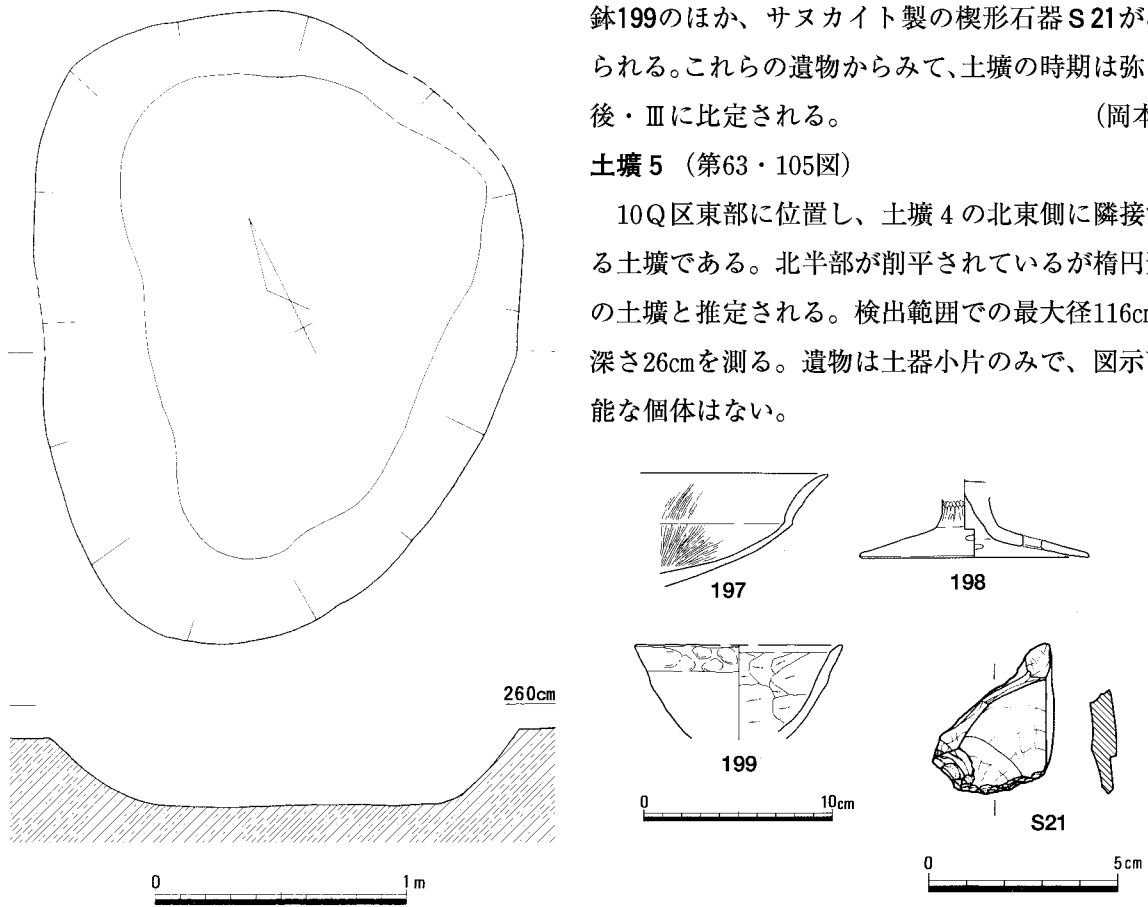 鉢199のほか、サヌカイト製の楔形石器S21が
られる。これらの遺物からみて、土壙の時期は弥
後・Ⅲに比定される。 (岡本
土壙5 (第63・105図)
10Q区東部に位置し、土壙4の北東側に隣接
る土壙である。北半部が削平されているが楕円
の土壙と推定される。検出範囲での最大径116cm
深さ26cmを測る。遺物は土器小片のみで、図示
能な個体はない。
197
198
199
0 10cm
S21
0 5cm
260cm
0 1m